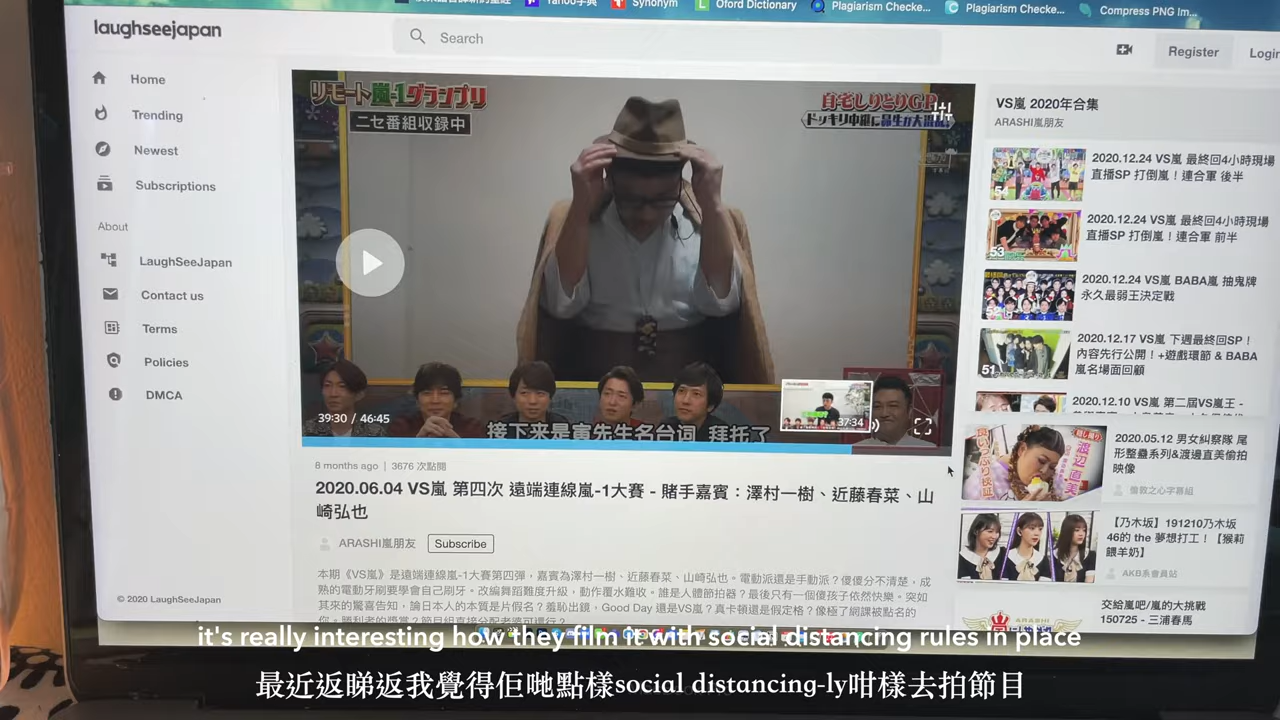 Yahoo字典
Synonym
Oford Dictionary
Plagiarism Checke...
Plagiarism Checke...
Compress PNG Im...
laughseejapan
Search
Register
Login
Home
Trending
Newest
Subscriptions
About
LaughSeeJapan
Contact us
Terms
Policies
DMCA
© 2020 LaughSeeJapan
リモート嵐-1グランプリ
ニセ番組収録中
自宅しりとりGP
39:30 / 46:45
37:34
接下来是寅先生名台词 拜托了
8 months ago | 3676 次點閱
2020.06.04 VS嵐 第四次 遠端連線嵐-1大賽 - 賭手嘉賓：澤村一樹、近藤春菜、山
崎弘也
ARASHI嵐朋友
Subscribe
本期《VS嵐》是遠端連線嵐-1大賽第四彈，嘉賓為澤村一樹、近藤春菜、山崎弘也。電動派還是手動派？傻傻分不清楚，成
熟的電動牙刷要學會自己刷牙。改編舞蹈難度升級，動作覆水難收。誰是人體節拍器？最後只有一個傻孩子依然快樂。突如
其來的驚喜告知，論日本人的本質是片假名？羞恥出鏡，Good Day 還是VS嵐？真卡頓還是假定格？像極了網課被點名的
VS嵐 2020年合集
ARASHI嵐朋友
54
2020.12.24 VS嵐 最終回4小時現場
直播SP 打倒嵐！連合軍 後半
53
2020.12.24 VS嵐 最終回4小時現場
直播SP 打倒嵐！連合軍 前半
2020.12.24 VS嵐 BABA嵐 抽鬼牌
永久最弱王決定戰
51
2020.12.17 VS嵐 下週最終回SP！
內容先行公開！+遊戲環節 & BABA
嵐名場面回顧
2020.12.10 VS嵐 第二屆VS嵐王 -
渡辺直美
2020.05.12 男女糾察隊 尾
形整蠱系列&渡邊直美偷拍
映像
倫敦之心字幕組
【乃木坂】191210乃木坂
46的 the 夢想打工！【猴莉
餵羊奶】
AKB系會員站
交給嵐吧/嵐的大挑戰
150725 - 三浦春馬
it's really interesting how they film it with social distancing rules in place
最近返睇返我覺得佢哋點樣social distancing-ly咁樣去拍節目